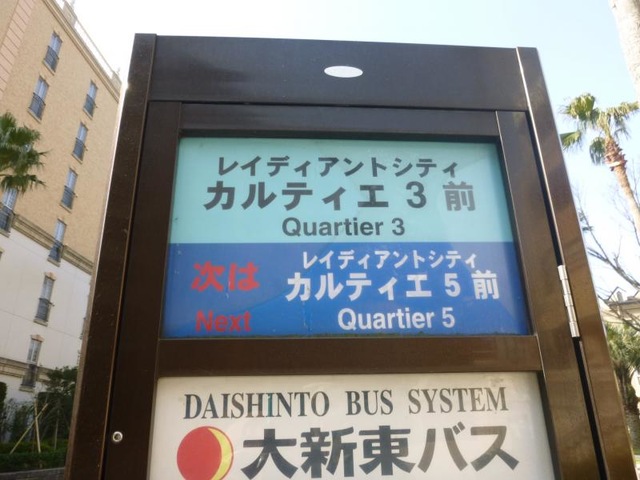 レイディアントシティ
カルティエ 3 前
Quartier 3
次は
Next
レイディアントシティ
カルティエ 5 前
Quartier 5
DAISHINTO BUS SYSTEM
大新東バス